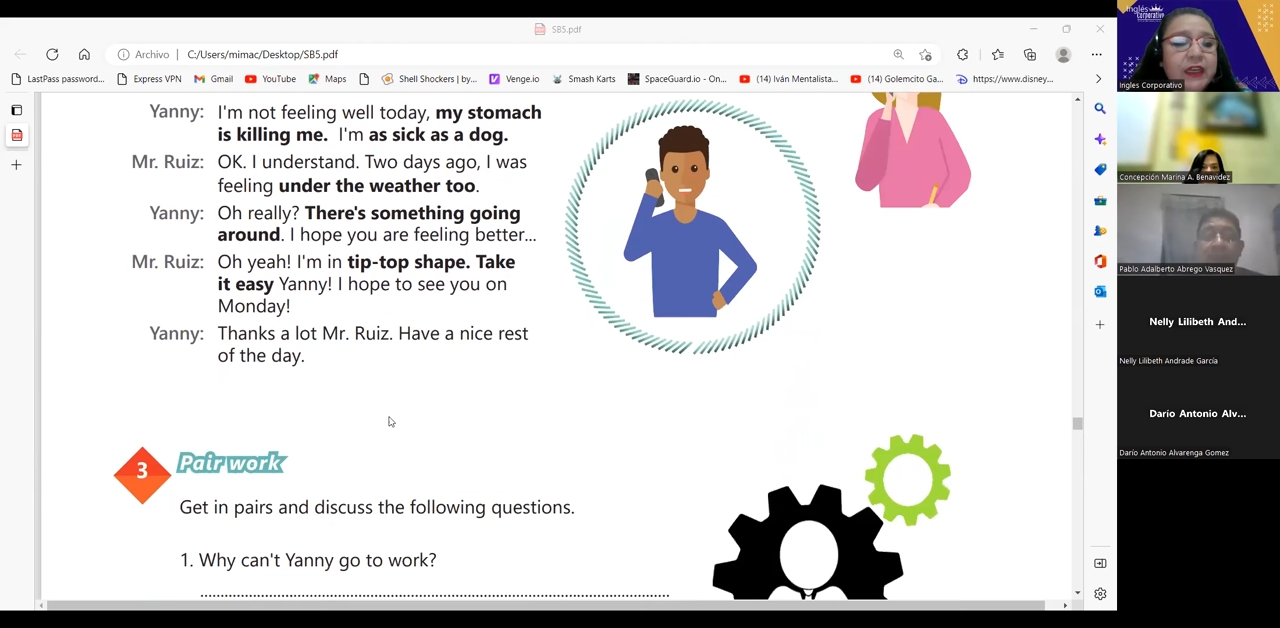 SB5.pdf
Archivo | C:/Users/mimac/Desktop/SB5.pdf
LastPass password... Express VPN Gmail YouTube Maps Shell Shockers | by... Venge.io Smash Karts SpaceGuard.io - On... (14) Iván Mentalista... (14) Golemcito Ga... https://www.disney...
Yanny: I'm not feeling well today, my stomach
is killing me. I'm as sick as a dog.
Mr. Ruiz: OK. I understand. Two days ago, I was
feeling under the weather too.
Yanny: Oh really? There's something going
around. I hope you are feeling better...
Mr. Ruiz: Oh yeah! I'm in tip-top shape. Take
it easy Yanny! I hope to see you on
Monday!
Yanny: Thanks a lot Mr. Ruiz. Have a nice rest
of the day.
3 Pair work
Get in pairs and discuss the following questions.
1. Why can't Yanny go to work?
Inglés
Corporativo
Ingles Corporativo
Concepción Marina A. Benavidez
Pablo Adalberto Abrego Vasquez
Nelly Lilibeth And...
Nelly Lilibeth Andrade García
Darío Antonio Alv...
Darío Antonio Alvarenga Gomez